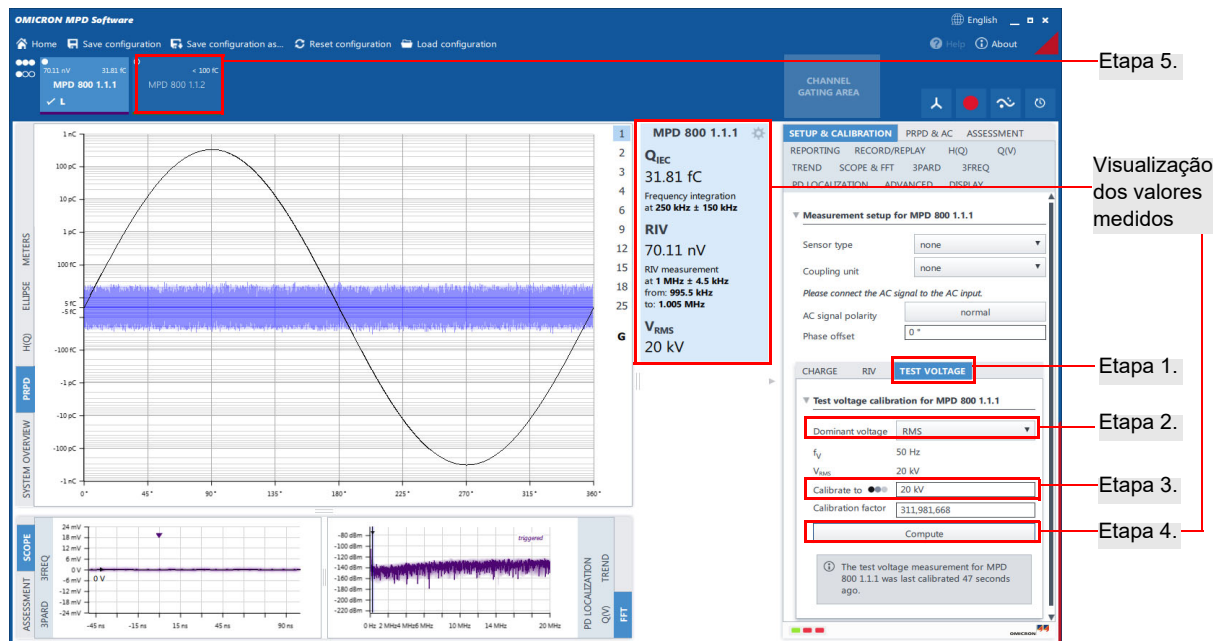 OMICRON MPD Software
English
Home Save configuration Save configuration as... Reset configuration Load configuration
Help About
70.11 nV 31.81 fC
MPD 800 1.1.1
L
< 100 fC
MPD 800 1.1.2
CHANNEL
GATING AREA
Etapa 5.
METERS
ELLIPSE
H(Q)
PRPD
SYSTEM OVERVIEW
1 nC
100 pC
10 pC
1 pC
100 fC
5 fC
-5 fC
-100 fC
-1 pC
-10 pC
-100 pC
-1 nC
0° 45° 90° 135° 180° 225° 270° 315° 360°
1
2
3
4
6
9
12
15
18
25
G
MPD 800 1.1.1
QIEC
31.81 fC
Frequency integration
at 250 kHz ± 150 kHz
RIV
70.11 nV
RIV measurement
at 1 MHz ± 4.5 kHz
from: 995.5 kHz
to: 1.005 MHz
VRMS
20 kV
SETUP & CALIBRATION PRPD & AC ASSESSMENT
REPORTING RECORD/REPLAY H(Q) Q(V)
TREND SCOPE & FFT 3PARD 3FREQ
PD LOCALIZATION ADVANCED DISPLAY
Visualização
dos valores
medidos
Measurement setup for MPD 800 1.1.1
Sensor type none
Coupling unit none
Please connect the AC signal to the AC input.
AC signal polarity normal
Phase offset 0 °
CHARGE RIV TEST VOLTAGE
Etapa 1.
Test voltage calibration for MPD 800 1.1.1
Dominant voltage RMS
Etapa 2.
fV 50 Hz
VRMS 20 kV
Calibrate to 20 kV
Etapa 3.
Calibration factor 311,981,668
Compute
Etapa 4.
The test voltage measurement for MPD
800 1.1.1 was last calibrated 47 seconds
ago.
OMICRON
SCOPE
ASSESSMENT
3FREQ
3PARD
24 mV
18 mV
12 mV
6 mV
0 V
-6 mV
-12 mV
-18 mV
-24 mV
0 V
-45 ns -15 ns 15 ns 45 ns 90 ns
triggered
-80 dBm
-100 dBm
-120 dBm
-140 dBm
-160 dBm
-180 dBm
-200 dBm
-220 dBm
0 Hz 2 MHz4 MHz6 MHz 10 MHz 14 MHz 20 MHz
PD LOCALIZATION
Q(V)
TREND
FFT